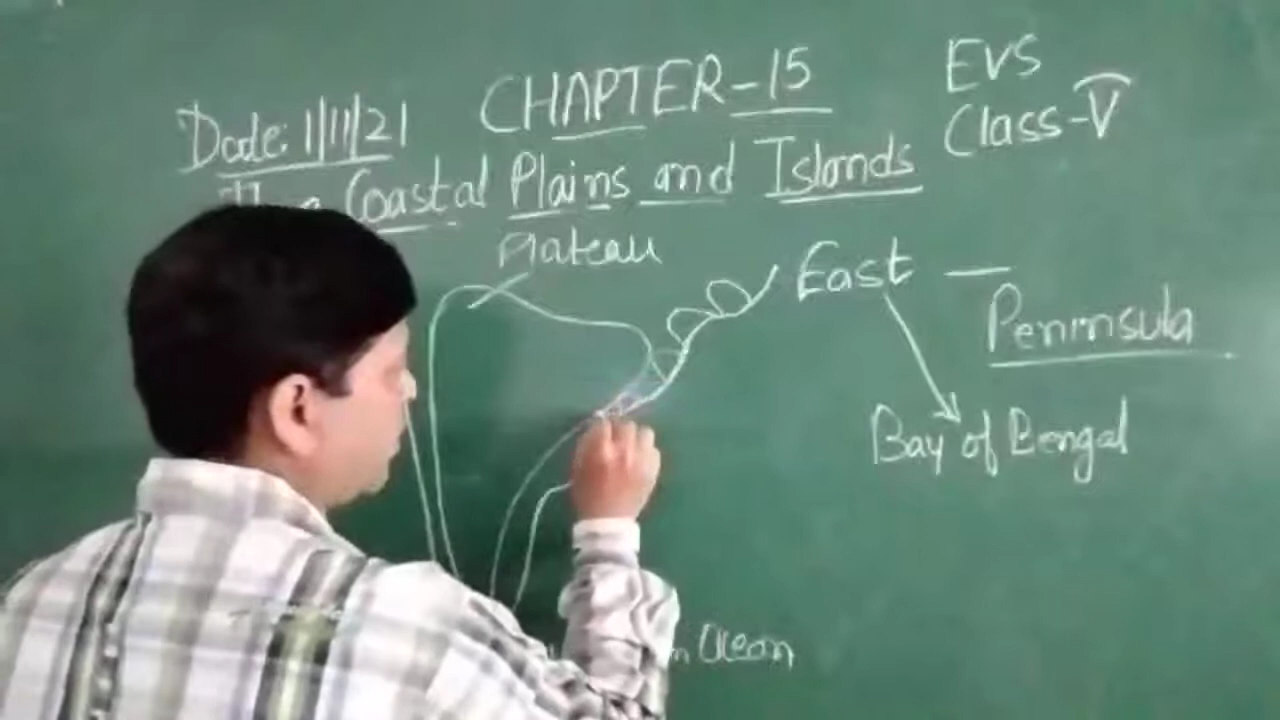 EVS
CHAPTER-15
Date: 1/11/21
Class-V
Coastal Plains and Islands
Plateau
East —
Peninsula
Bay of Bengal
Ocean